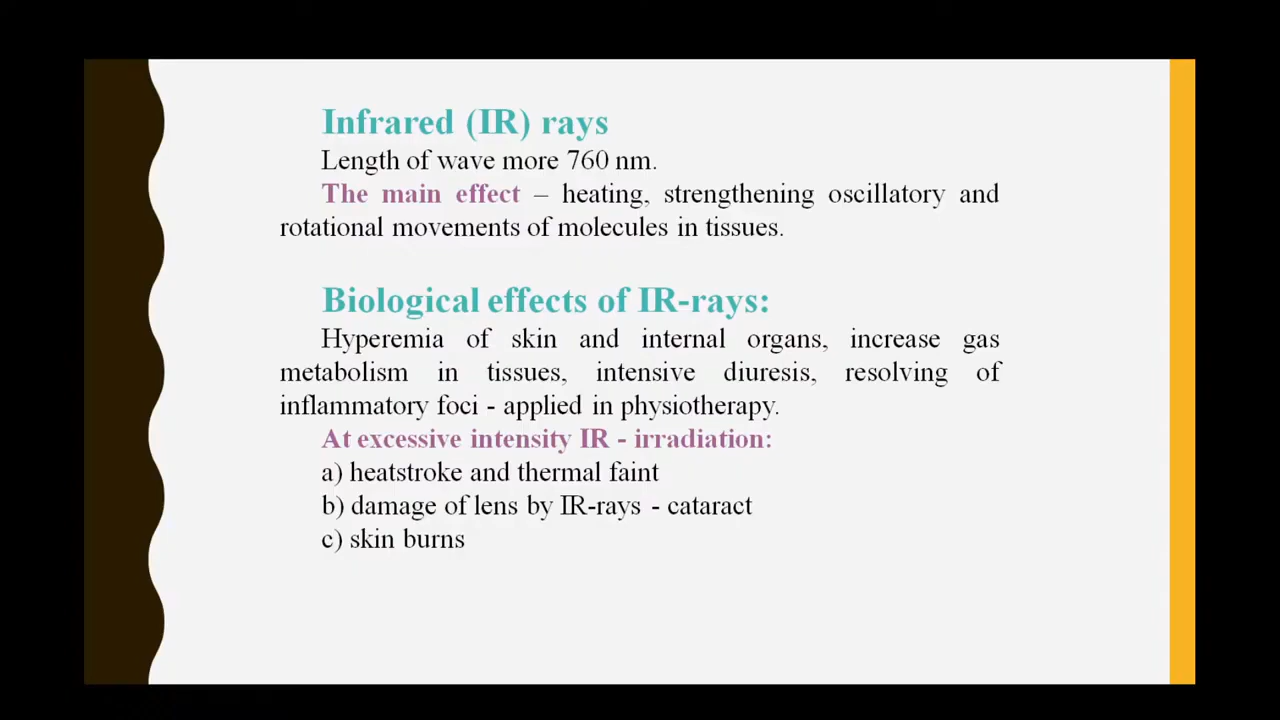 Infrared (IR) rays
Length of wave more 760 nm.
The main effect – heating, strengthening oscillatory and
rotational movements of molecules in tissues.
Biological effects of IR-rays:
Hyperemia of skin and internal organs, increase gas
metabolism in tissues, intensive diuresis, resolving of
inflammatory foci - applied in physiotherapy.
At excessive intensity IR - irradiation:
a) heatstroke and thermal faint
b) damage of lens by IR-rays - cataract
c) skin burns